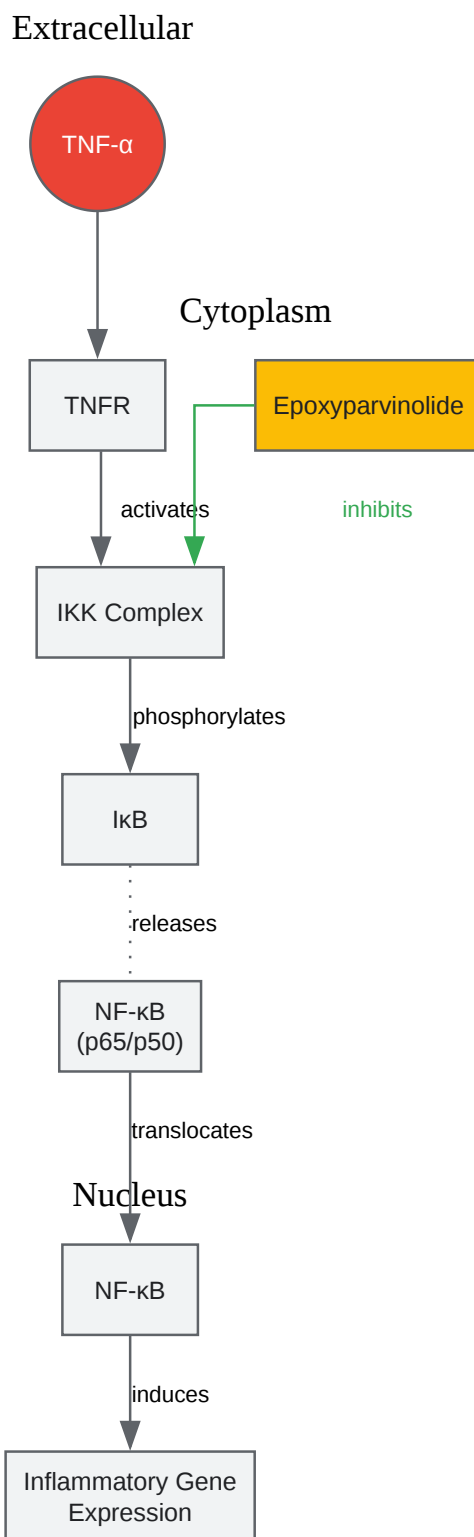 Extracellular
TNF-α
Cytoplasm
TNFR
Epoxyparvinolide
activates
inhibits
IKK Complex
phosphorylates
IκB
releases
NF-κB
(p65/p50)
translocates
Nucleus
NF-κB
induces
Inflammatory Gene
Expression